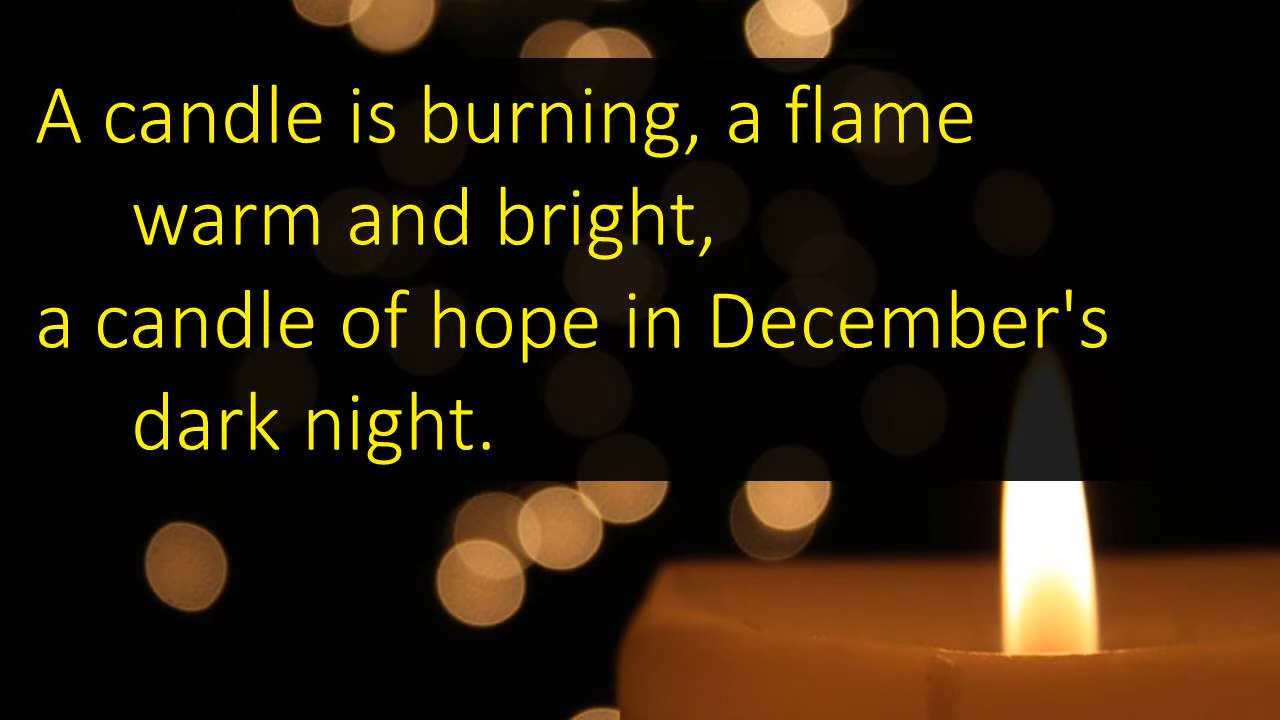 A candle is burning, a flame
warm and bright,
a candle of hope in December's
dark night.